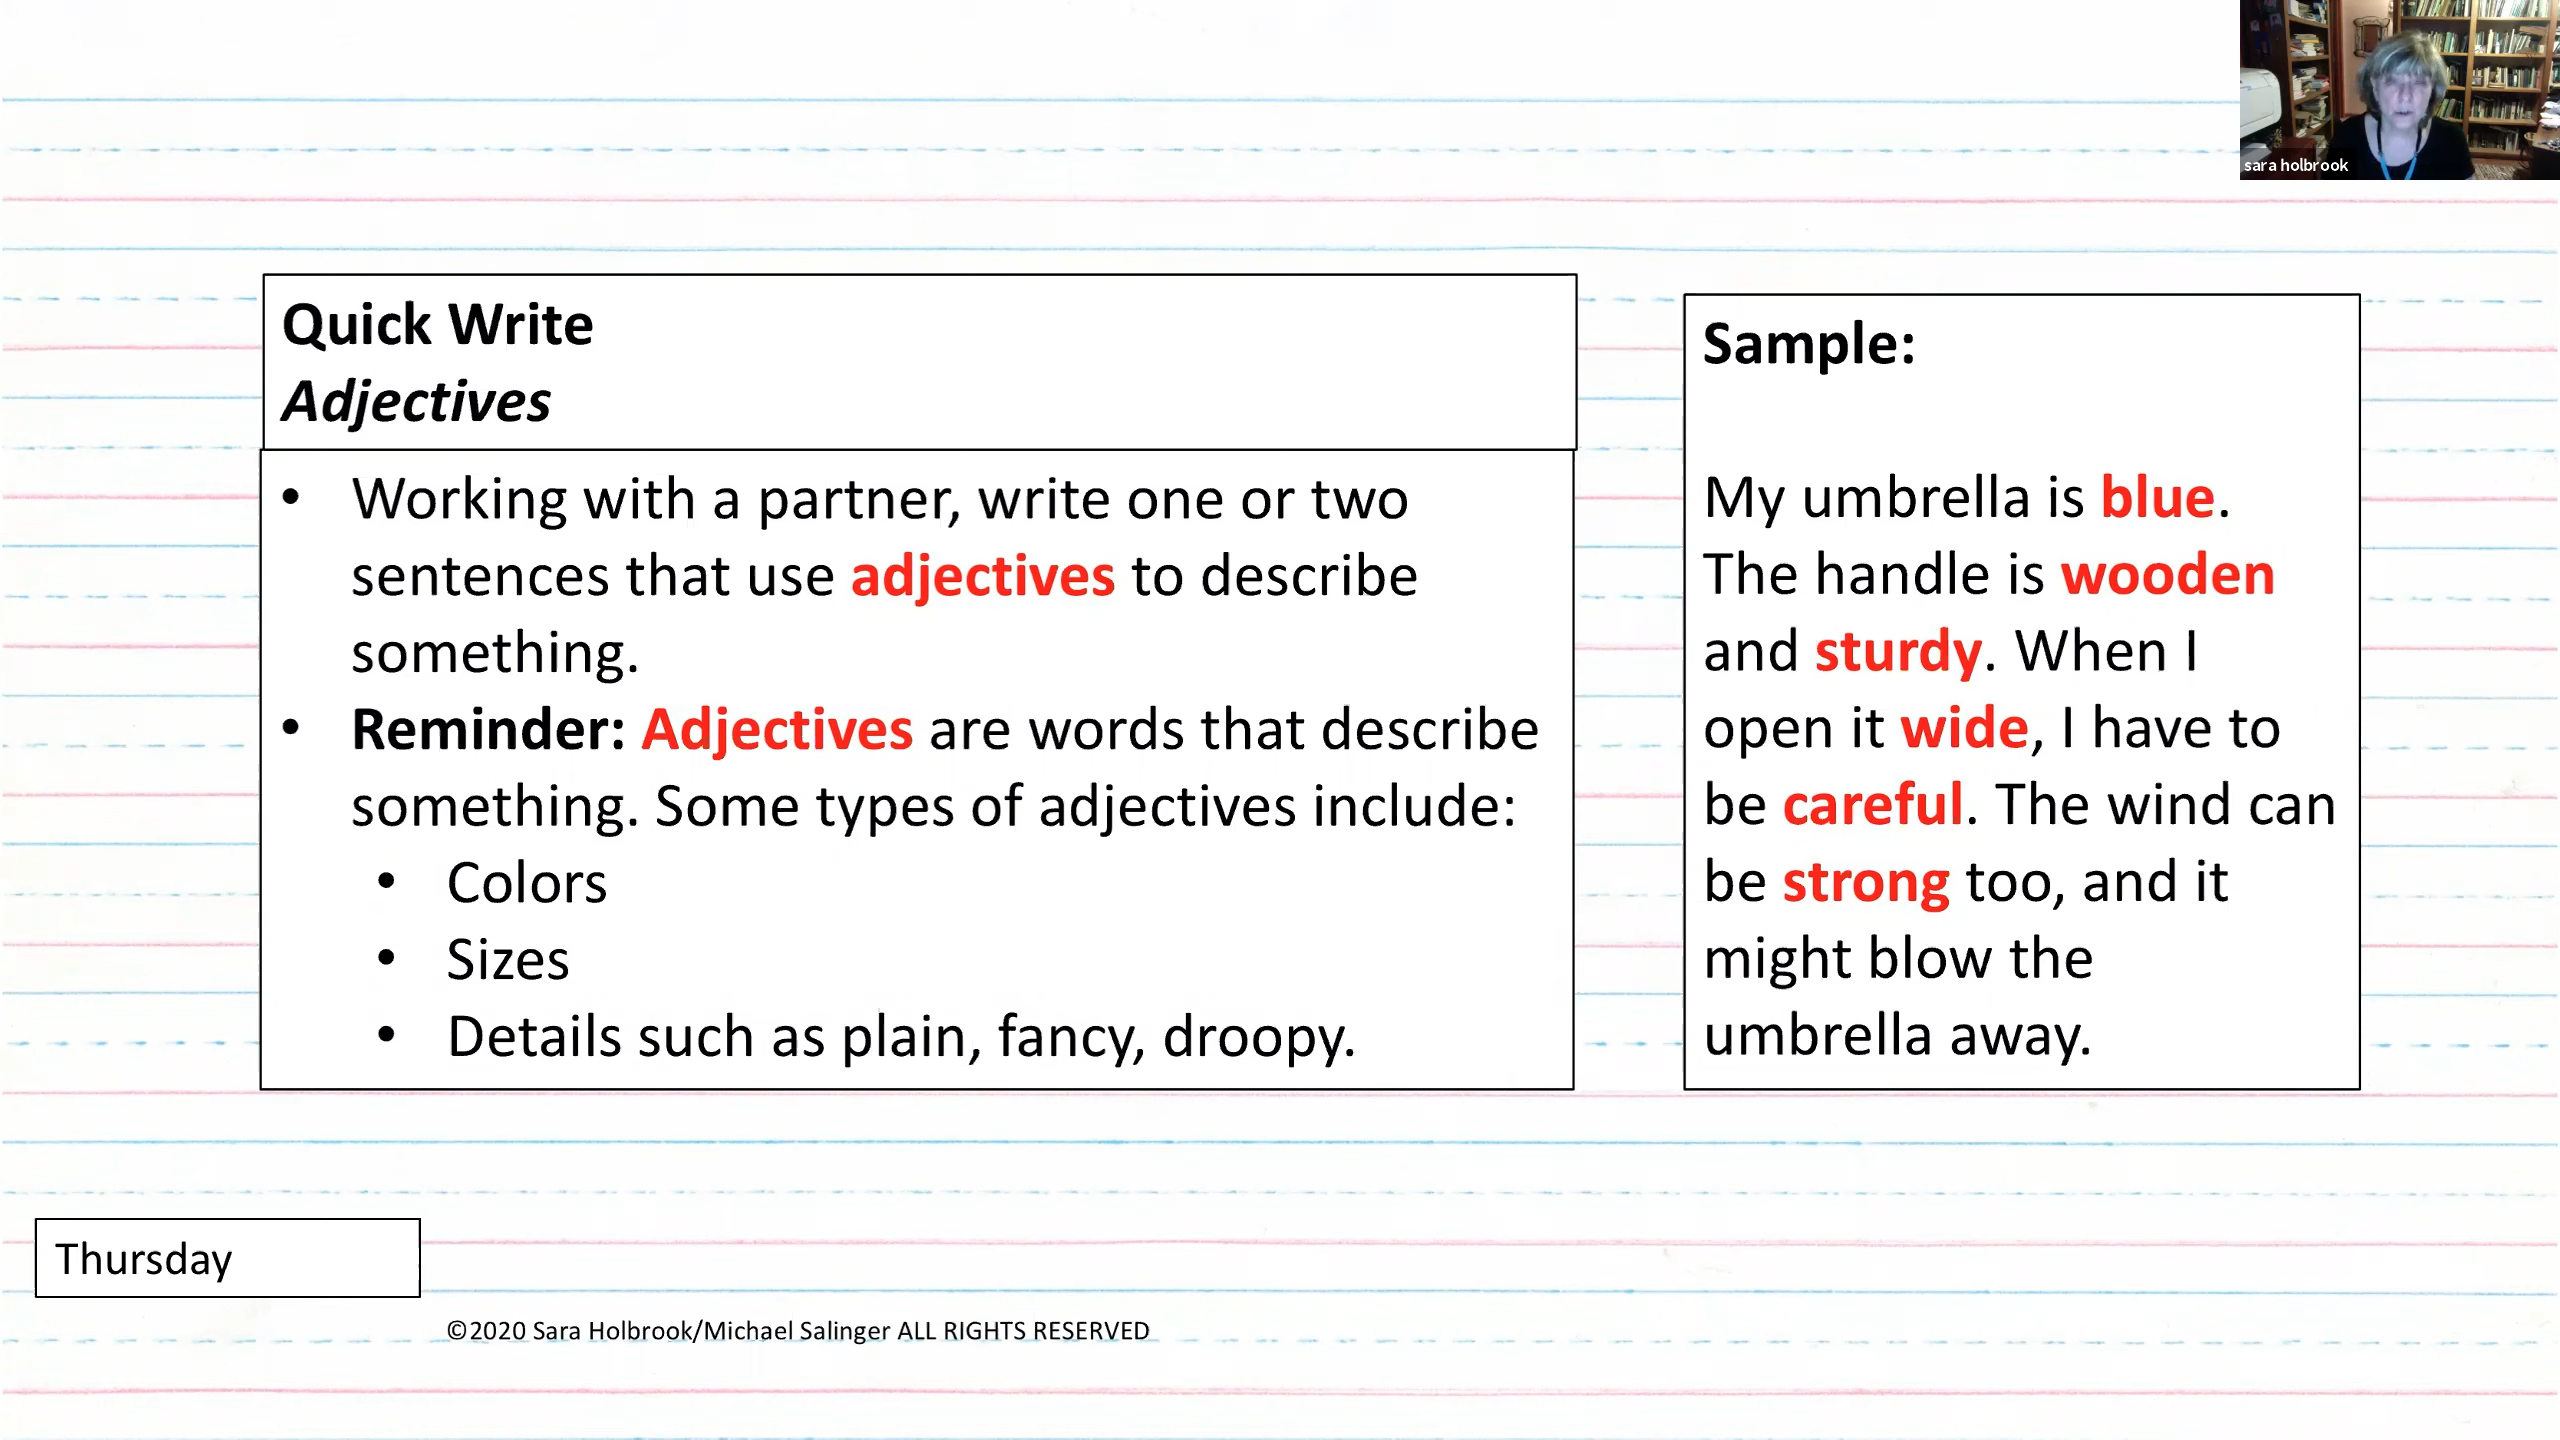 sara holbrook
Quick Write
Adjectives
• Working with a partner, write one or two
sentences that use adjectives to describe
something.
• Reminder: Adjectives are words that describe
something. Some types of adjectives include:
• Colors
• Sizes
• Details such as plain, fancy, droopy.
Sample:
My umbrella is blue.
The handle is wooden
and sturdy. When I
open it wide, I have to
be careful. The wind can
be strong too, and it
might blow the
umbrella away.
Thursday
©2020 Sara Holbrook/Michael Salinger ALL RIGHTS RESERVED